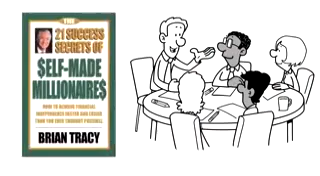 THE
21 SUCCESS
SECRETS OF
$ELF-MADE
MILLIONAIRE$
HOW TO ACHIEVE FINANCIAL
INDEPENDENCE FASTER AND EASIER
THAN YOU EVER THOUGHT POSSIBLE
BRIAN TRACY